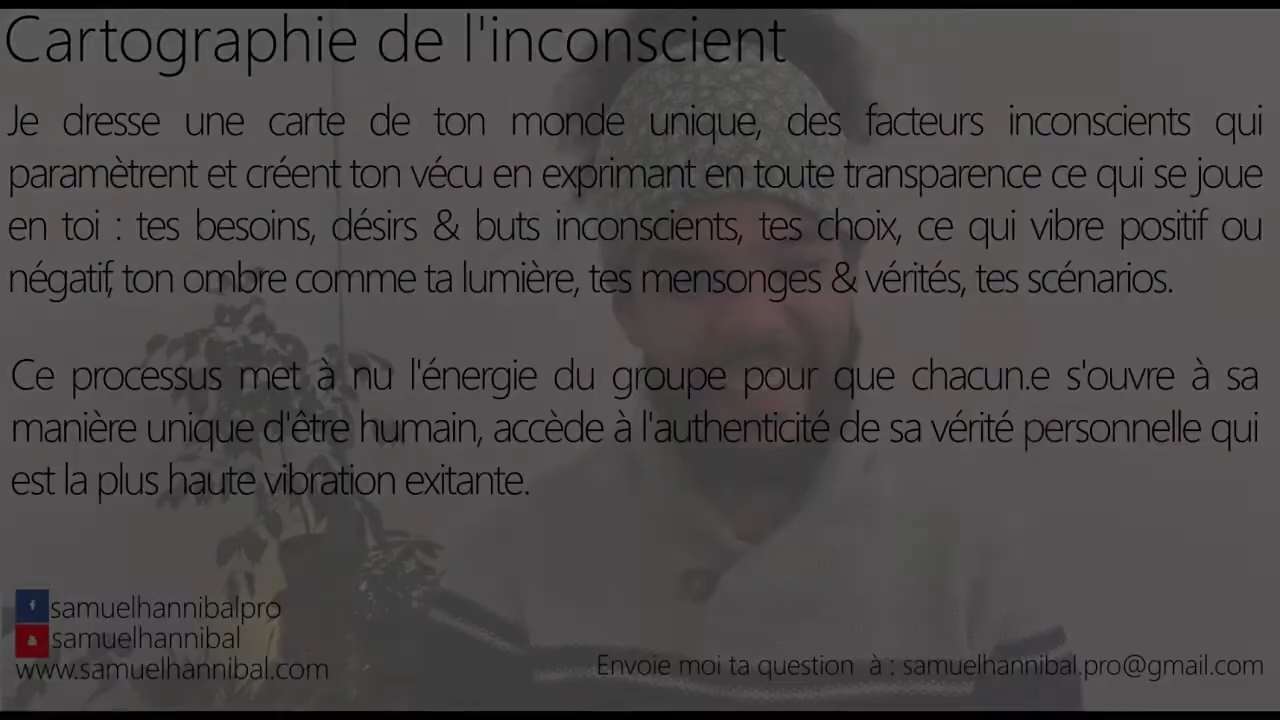 Cartographie de l'inconscient
Je dresse une carte de ton monde unique, des facteurs inconscients qui
paramètrent et créent ton vécu en exprimant en toute transparence ce qui se joue
en toi : tes besoins, désirs & buts inconscients, tes choix, ce qui vibre positif ou
négatif, ton ombre comme ta lumière, tes mensonges & vérités, tes scénarios.
Ce processus met à nu l'énergie du groupe pour que chacun.e s'ouvre à sa
manière unique d'être humain, accède à l'authenticité de sa vérité personnelle qui
est la plus haute vibration exitante.
samuelhannibalpro
samuelhannibal
www.samuelhannibal.com
Envoie moi ta question à : samuelhannibal.pro@gmail.com